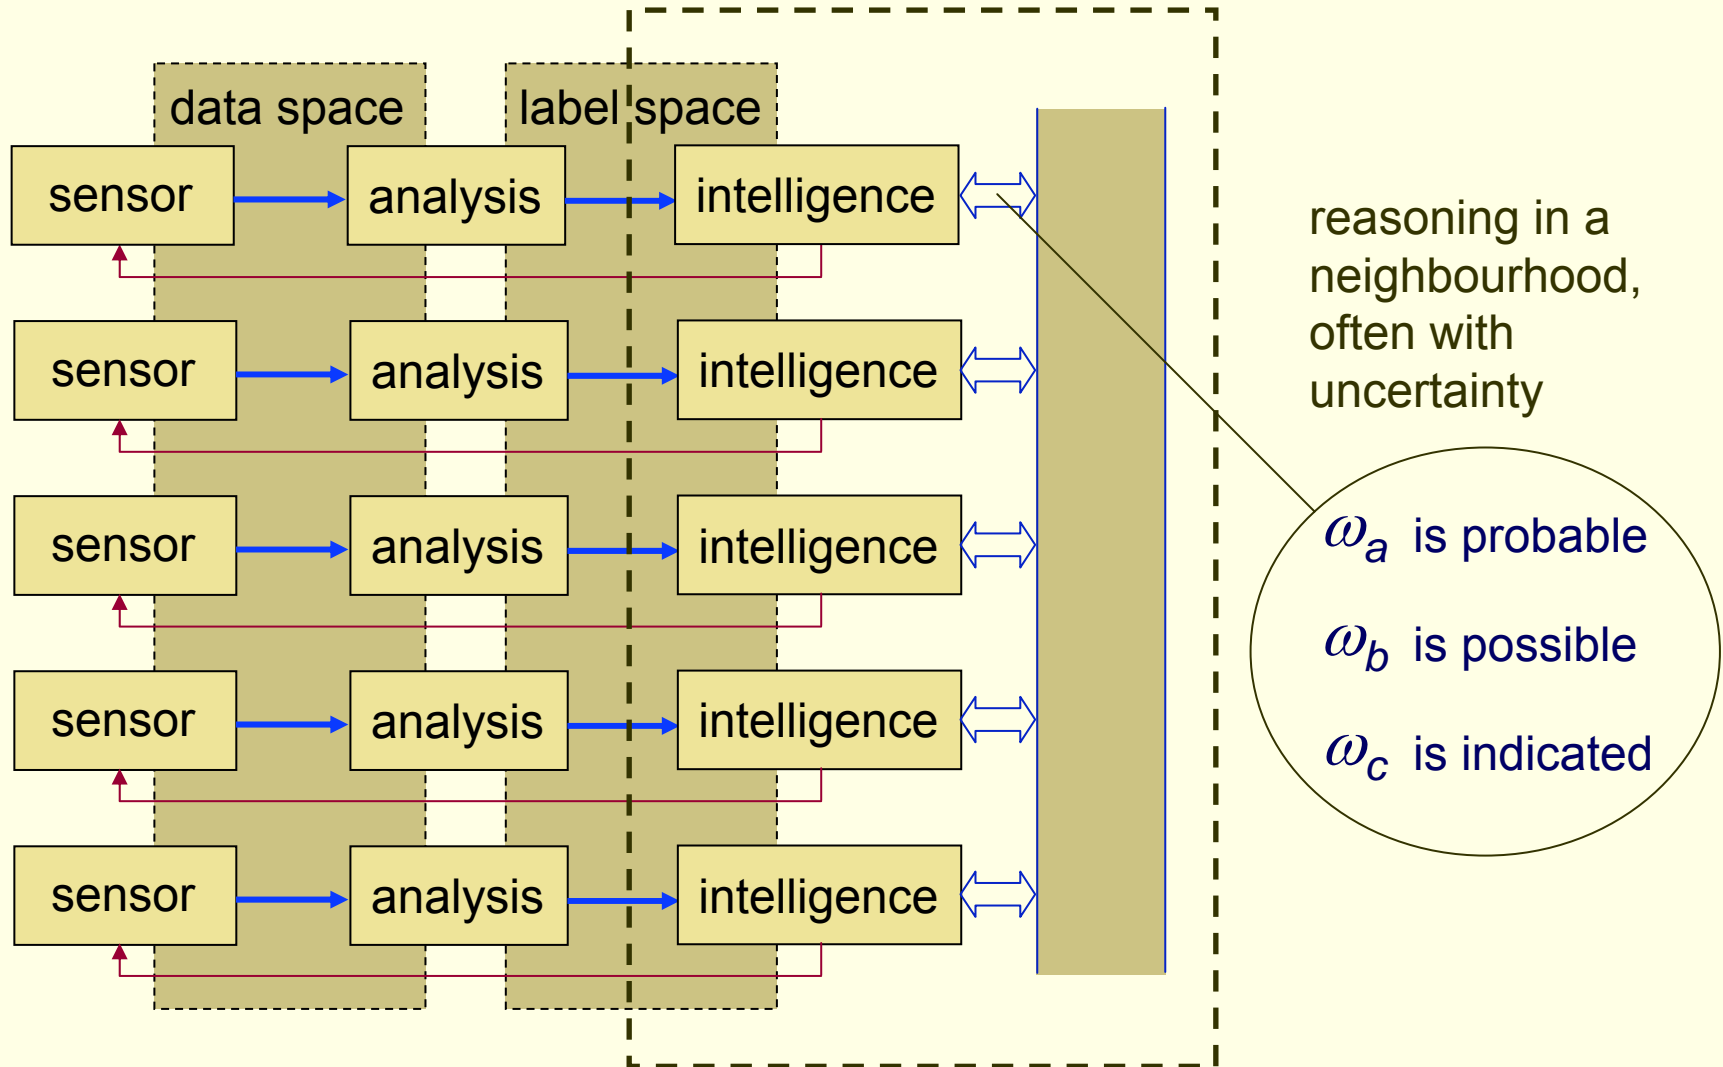 data space
label space
sensor
analysis
intelligence
sensor
analysis
intelligence
sensor
analysis
intelligence
sensor
analysis
intelligence
sensor
analysis
intelligence
reasoning in a
neighbourhood,
often with
uncertainty
ωa is probable
ωb is possible
ωc is indicated